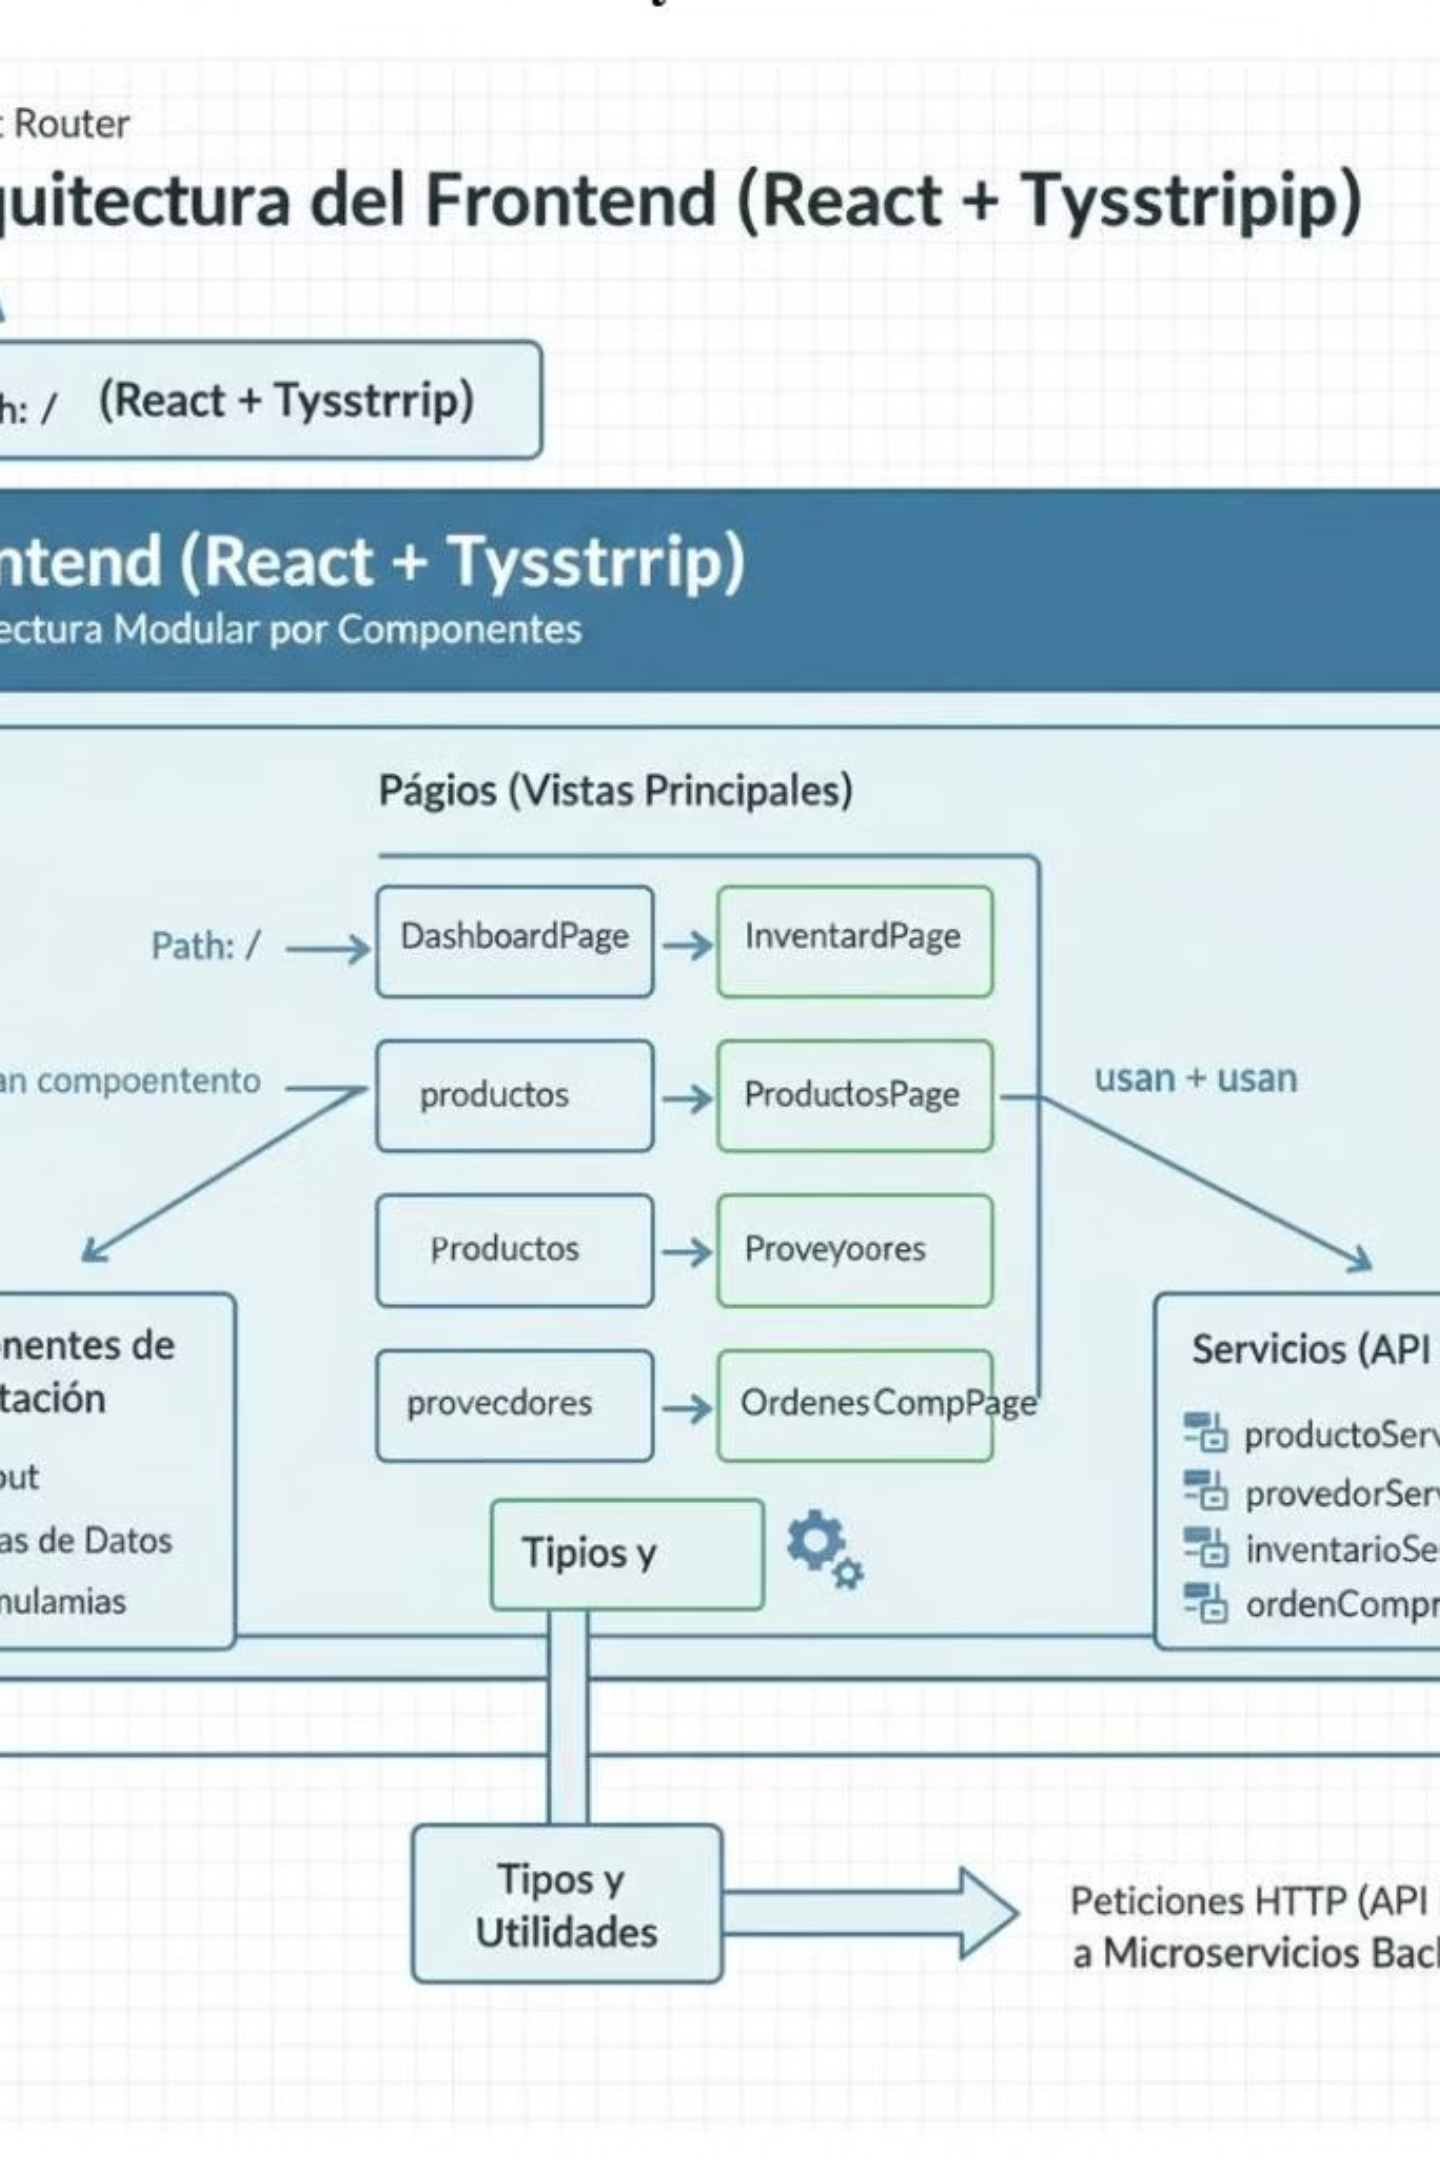 t Router
quitectura del Frontend (React + Tysstripip)
h: / (React + Tysstrrip)
ntend (React + Tysstrrip)
ectura Modular por Componentes
Págios (Vistas Principales)
Path: /
DashboardPage
InventardPage
an compoentento
productos
ProductosPage
usan + usan
Productos
Proveyoores
provecdores
OrdenesCompPage
nentes de
tación
out
as de Datos
nulamias
Tipios y
Servicios (API
productoServ
provedorServ
inventarioSe
ordenCompr
Tipos y
Utilidades
Peticiones HTTP (API
a Microservicios Back